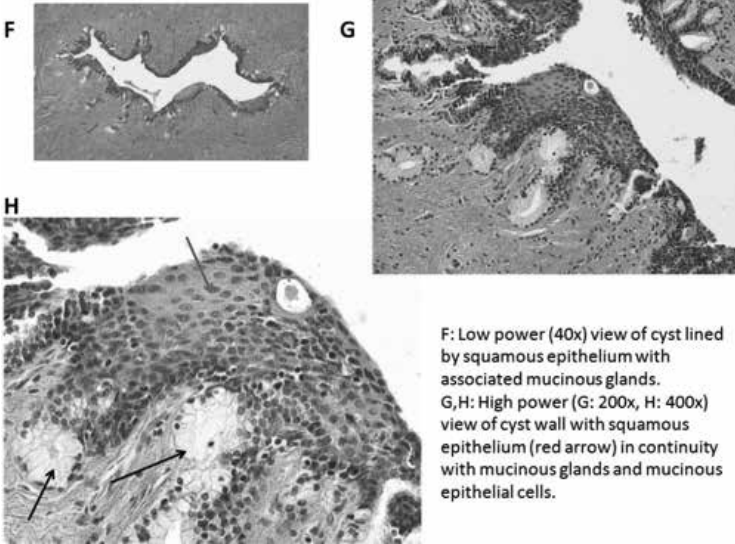 F
G
H
F: Low power (40x) view of cyst lined
by squamous epithelium with
associated mucinous glands.
G,H: High power (G: 200x, H: 400x)
view of cyst wall with squamous
epithelium (red arrow) in continuity
with mucinous glands and mucinous
epithelial cells.